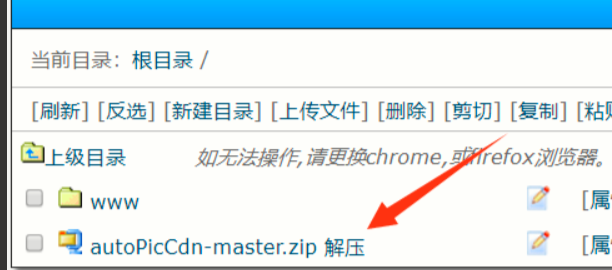 当前目录：根目录 /
[刷新] [反选] [新建目录] [上传文件] [删除] [剪切] [复制] [粘贴
上级目录 如无法操作,请更换chrome,或firefox浏览器。
www [属
autoPicCdn-master.zip 解压 [属